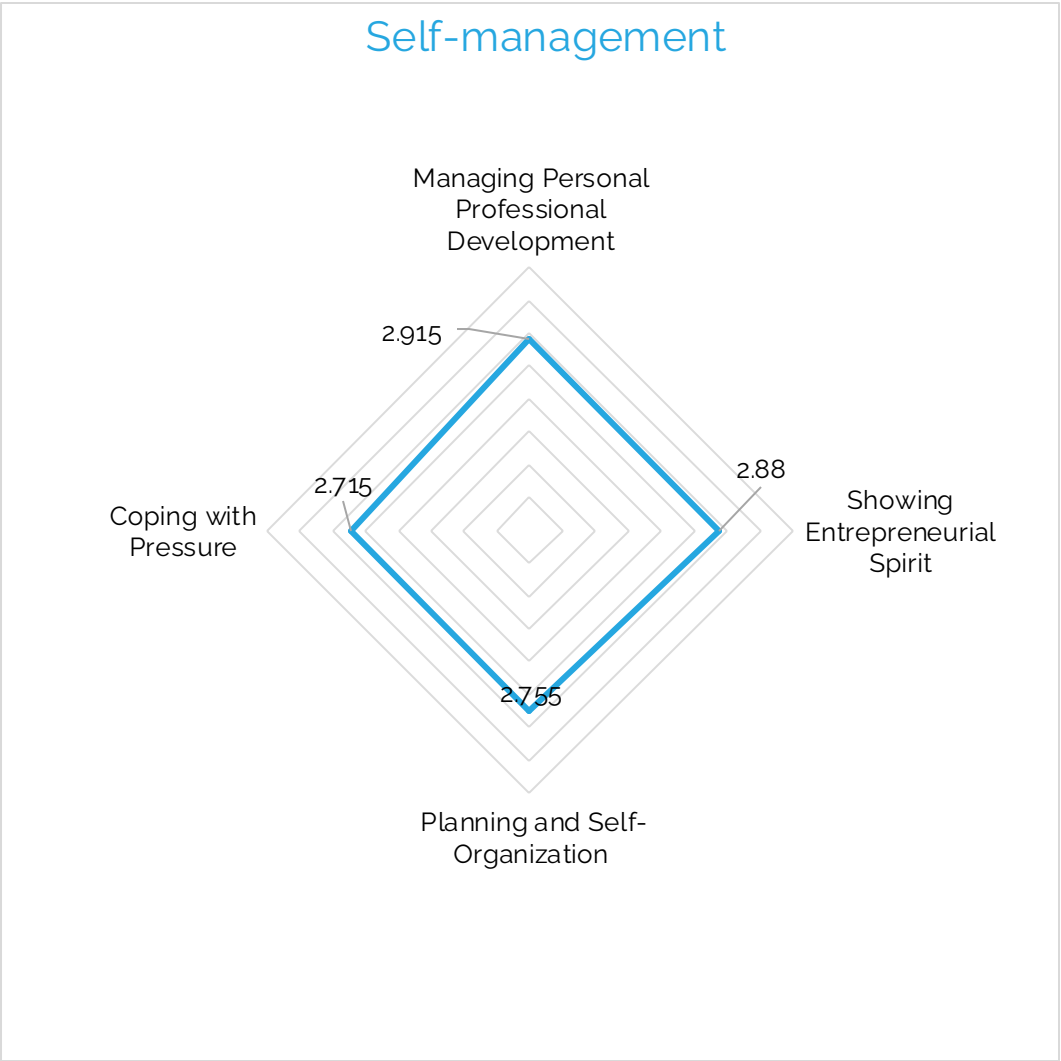 Self-management
Managing Personal
Professional
Development
2.915
2.88
2.715
Showing
Entrepreneurial
Spirit
Coping with
Pressure
2.755
Planning and Self-
Organization